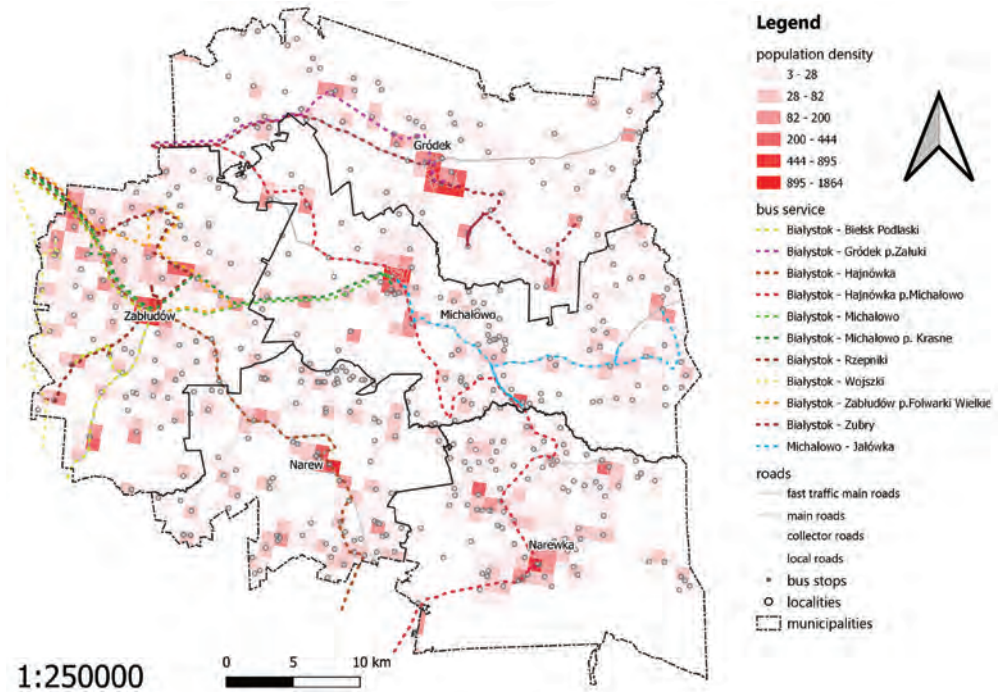 Legend
population density
3 - 28
28 - 82
82 - 200
200 - 444
444 - 895
895 - 1864
bus service
Białystok - Bielsk Podlaski
Białystok - Gródek p.Załuki
Białystok - Hajnówka
Białystok - Hajnówka p.Michałowo
Białystok - Michałowo
Białystok - Michałowo p. Krasne
Białystok - Rzepniki
Białystok - Wojszki
Białystok - Zabłudów p.Folwarki Wielkie
Białystok - Zubry
Michałowo - Jałówka
roads
fast traffic main roads
main roads
collector roads
local roads
bus stops
localities
municipalities
Gródek
Michałowo
Zabłudów
Narew
Narewka
1:250000
0 5 10 km